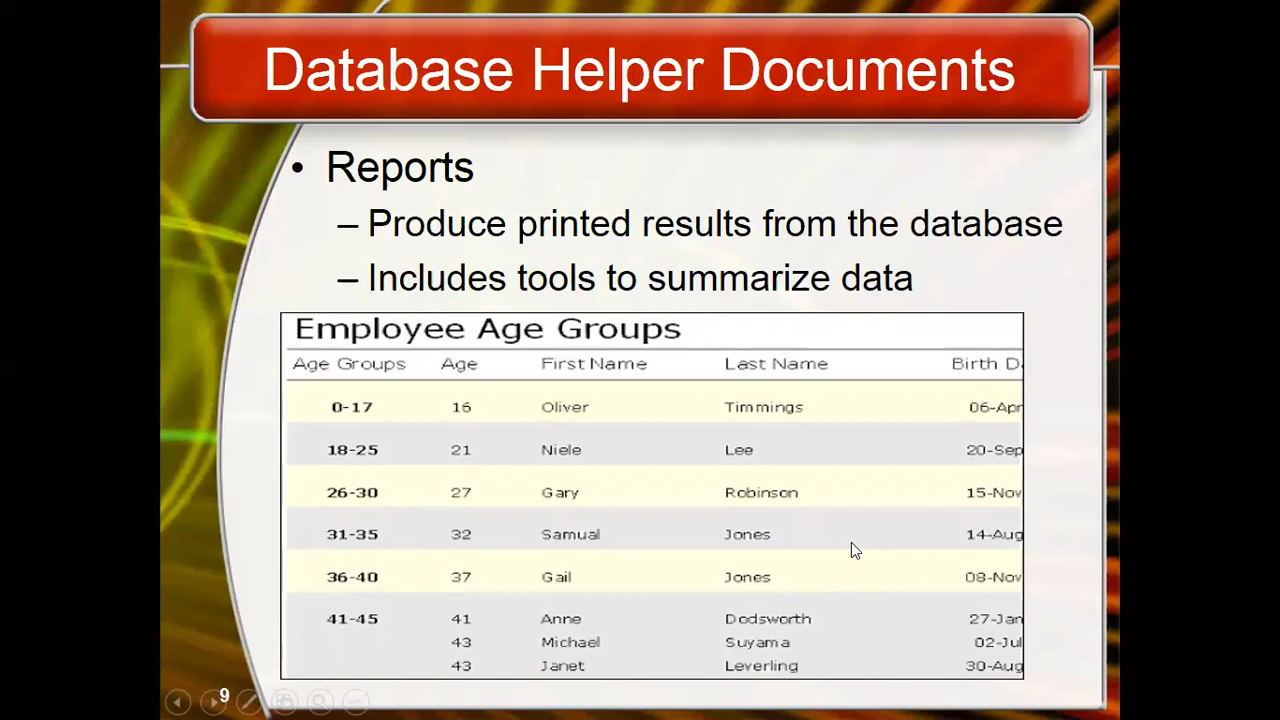 Database Helper Documents
• Reports
– Produce printed results from the database
– Includes tools to summarize data
Employee Age Groups
Age Groups Age First Name Last Name Birth D
0-17 16 Oliver Timmings 06-Apr
18-25 21 Niele Lee 20-Sep
26-30 27 Gary Robinson 15-Nov
31-35 32 Samual Jones 14-Aug
36-40 37 Gail Jones 08-Nov
41-45 41 Anne Dodsworth 27-Jan
43 Michael Suyama 02-Jul
43 Janet Leverling 30-Aug
9